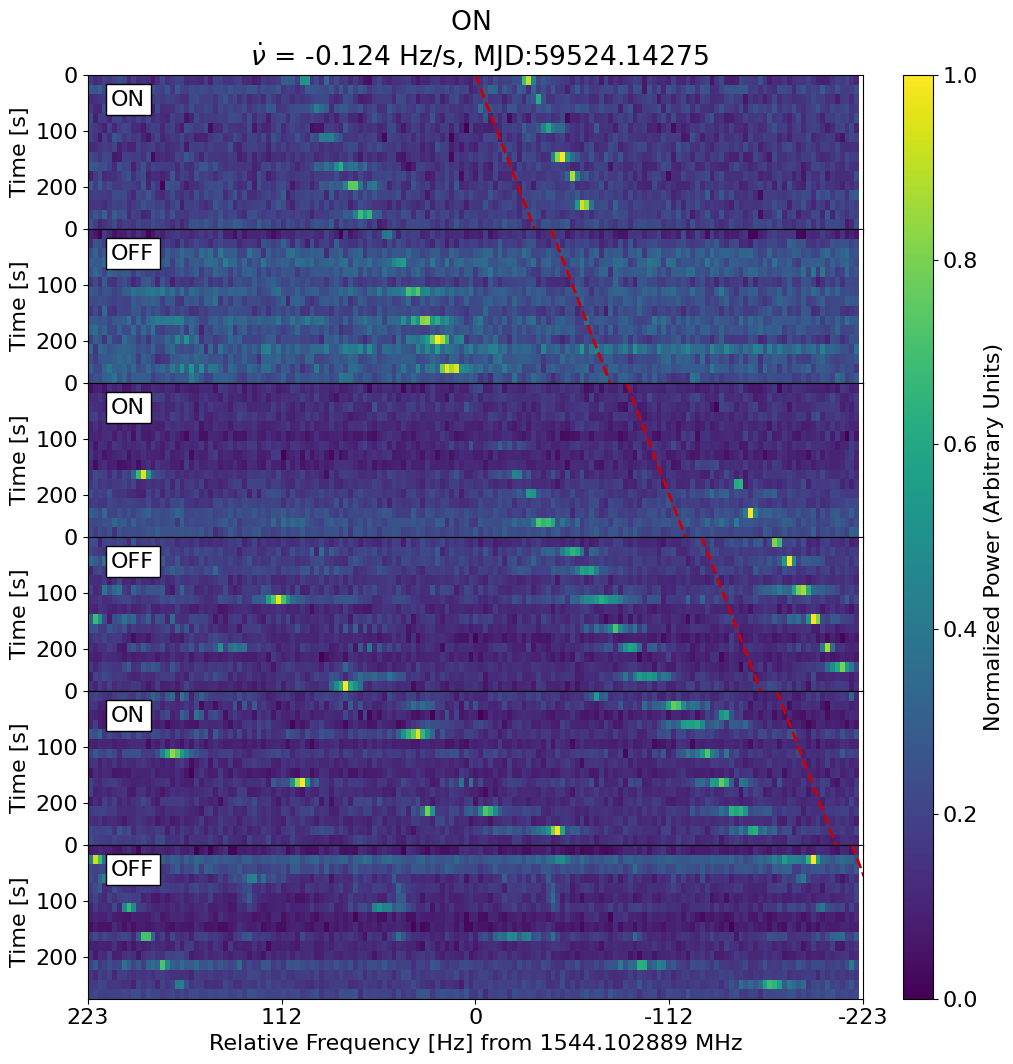 ON
ν̇ = -0.124 Hz/s, MJD:59524.14275
0
ON
Time [s]
100
200
0
OFF
Time [s]
100
200
0
ON
Time [s]
100
200
0
OFF
Time [s]
100
200
0
ON
Time [s]
100
200
0
OFF
Time [s]
100
200
223 112 0 -112 -223
Relative Frequency [Hz] from 1544.102889 MHz
1.0
0.8
0.6
0.4
0.2
0.0
Normalized Power (Arbitrary Units)